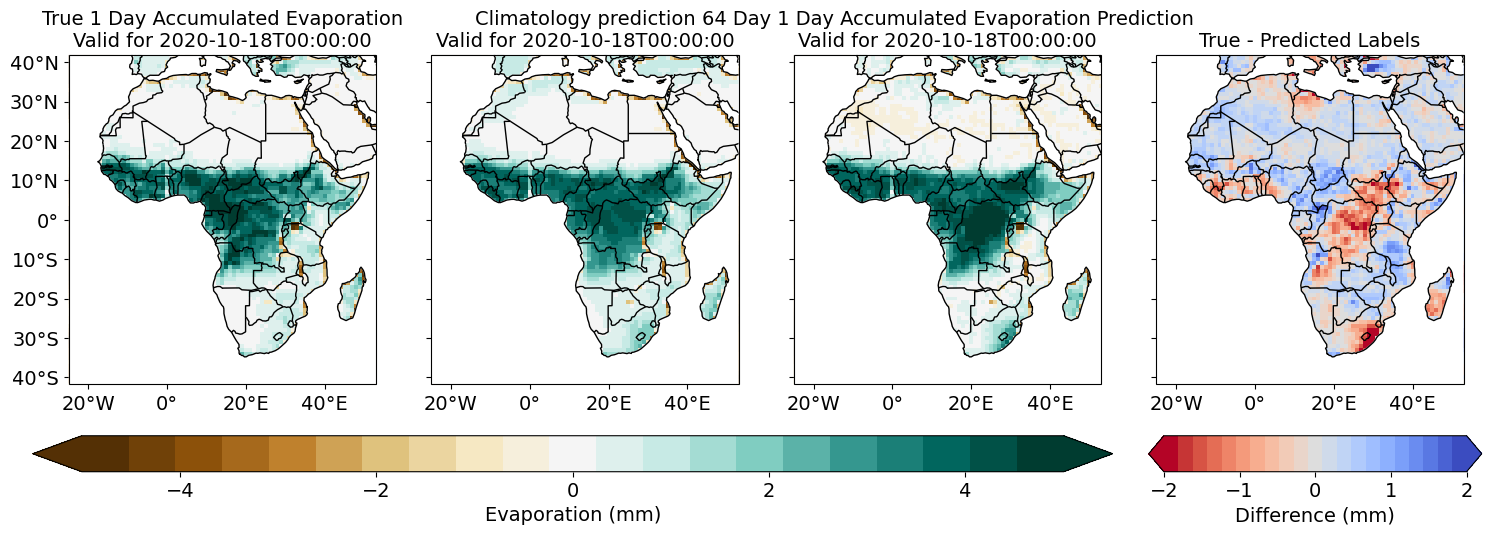 True 1 Day Accumulated Evaporation
Valid for 2020-10-18T00:00:00
Climatology prediction 64 Day 1 Day Accumulated Evaporation Prediction
Valid for 2020-10-18T00:00:00
Valid for 2020-10-18T00:00:00
True - Predicted Labels
40°N
30°N
20°N
10°N
0°
10°S
20°S
30°S
40°S
20°W 0° 20°E 40°E
20°W 0° 20°E 40°E
20°W 0° 20°E 40°E
20°W 0° 20°E 40°E
−4 −2 0 2 4
Evaporation (mm)
−2 −1 0 1 2
Difference (mm)